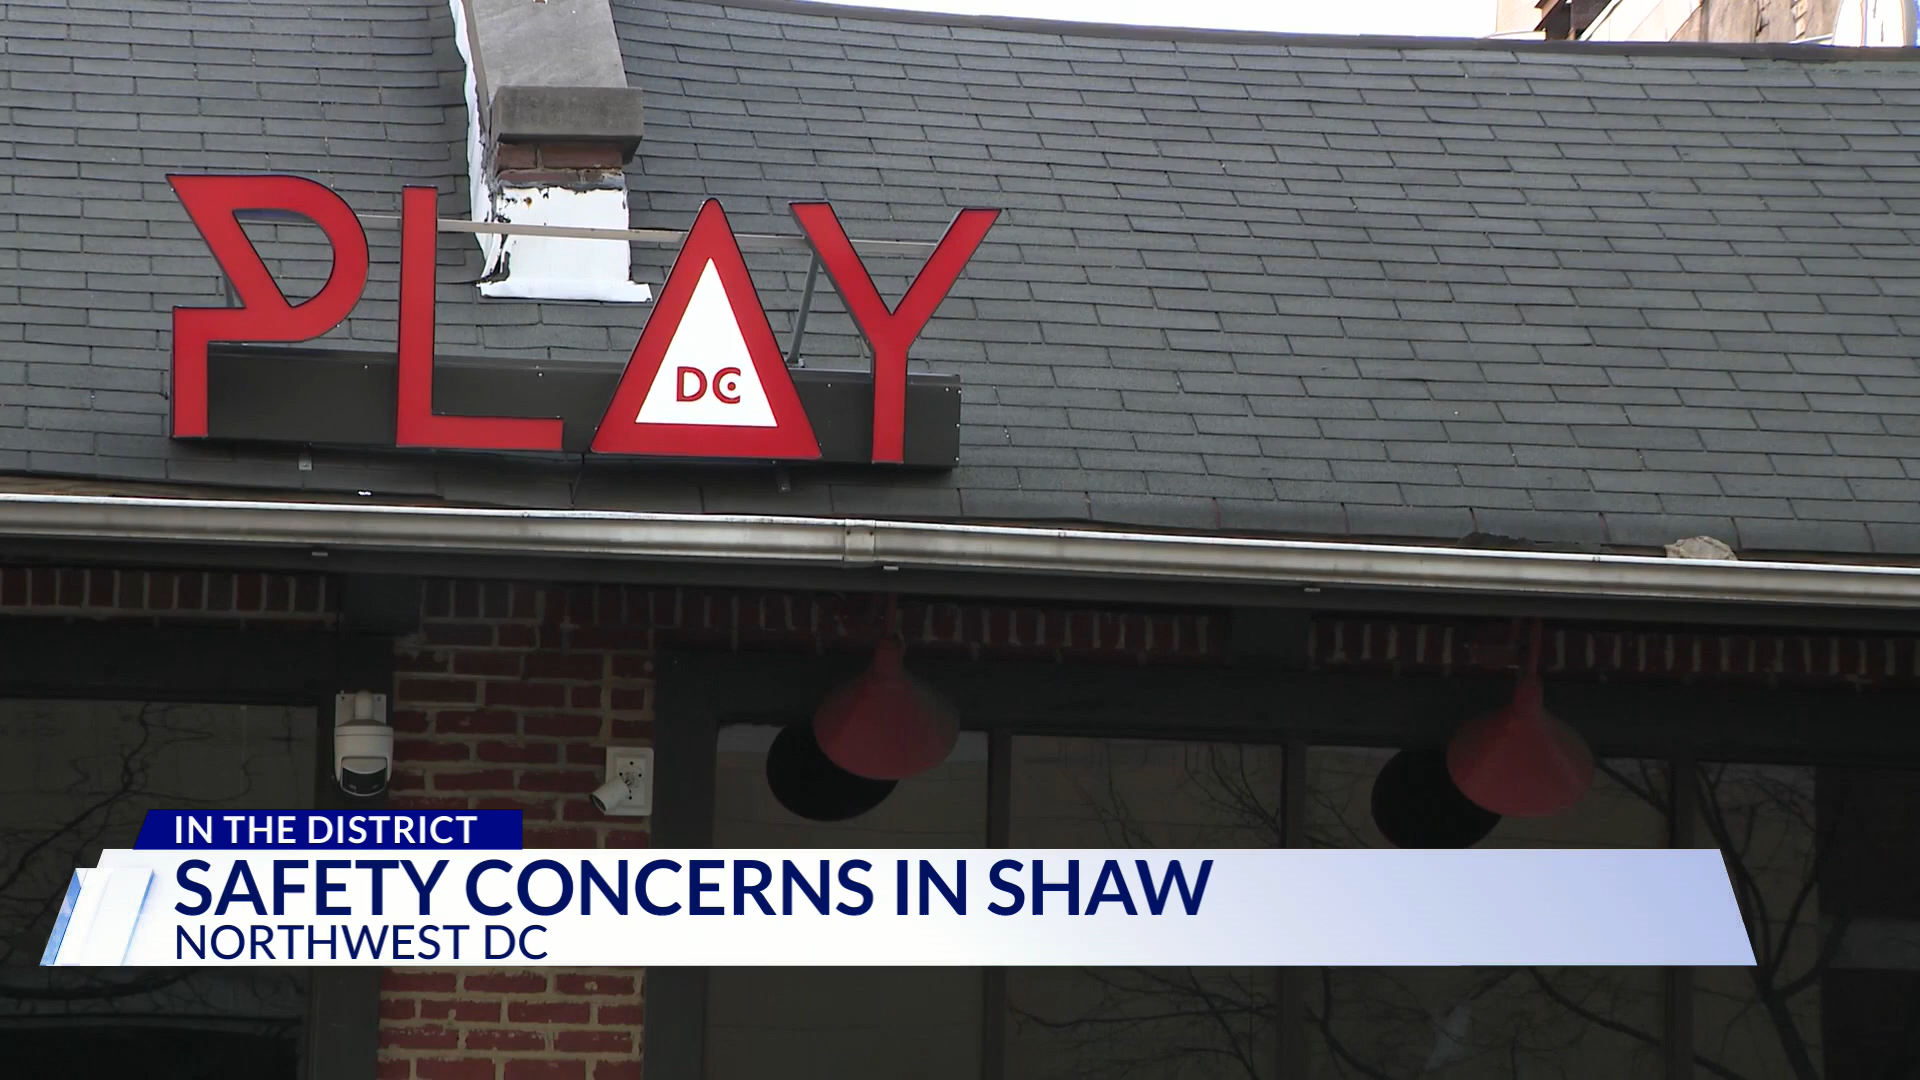 PLAY
DC
IN THE DISTRICT
SAFETY CONCERNS IN SHAW
NORTHWEST DC